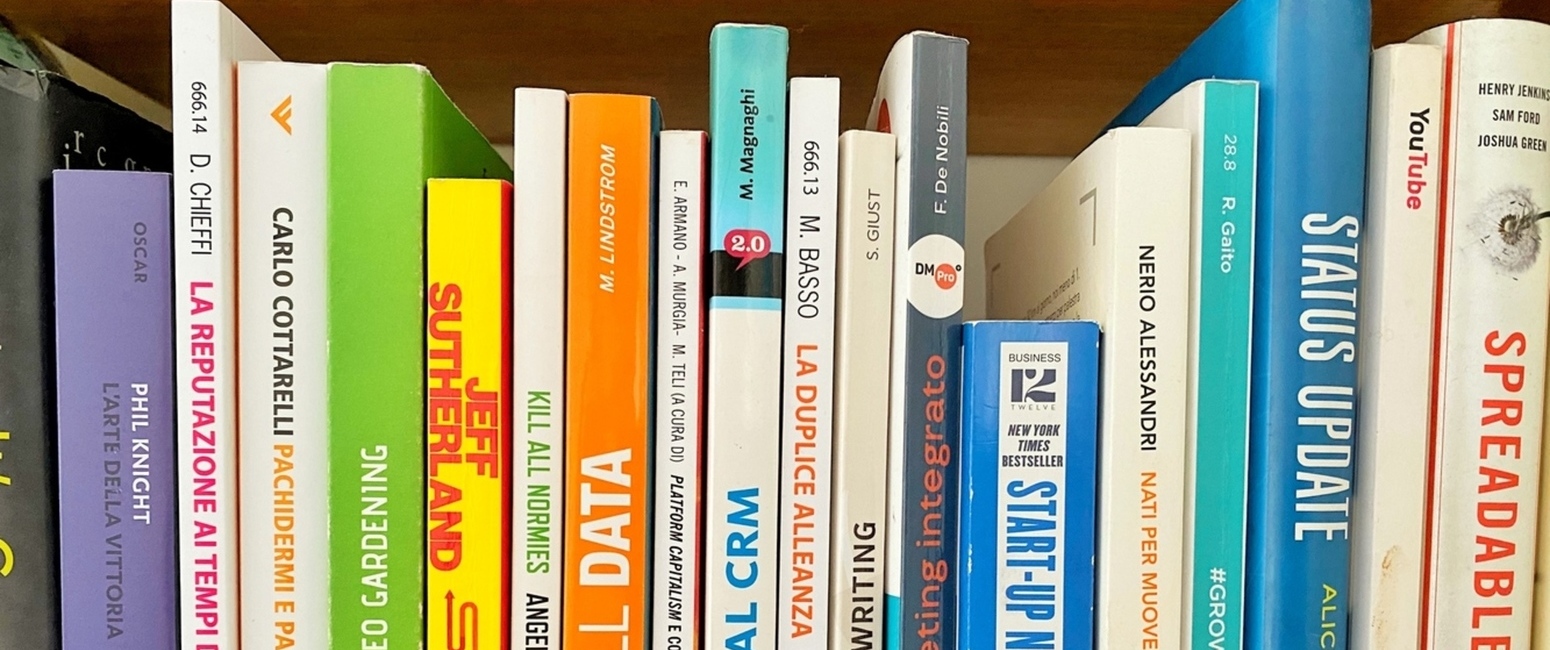 OSCAR
PHIL KNIGHT
L'ARTE DELLA VITTORIA
666.14 D. CHIEFFI LA REPUTAZIONE AI TEMPI
CARLO COTTARELLI PACHIDERMI E PA
EO GARDENING
JEFF
SUTHERLAND
KILL ALL NORMIES ANGE
M. LINDSTROM
LL DATA
E. ARMANO - A. MURGIA- M. TELI (A CURA DI) PLATFORM CAPITALISM E CO
M. Magnaghi
2.0
AL CRM
666.13 M. BASSO LA DUPLICE ALLEANZA
S. GIUST
WRITING
F. De Nobili
DM Pro
eting integrato
BUSINESS
12
TWELVE
NEW YORK
TIMES
BESTSELLER
START-UP N
NERIO ALESSANDRI NATI PER MUOVE
28.8 R. Gaito
#GROW
STATUS UPDATE
ALIC
YouTube
HENRY JENKINS
SAM FORD
JOSHUA GREEN
SPREADABLE